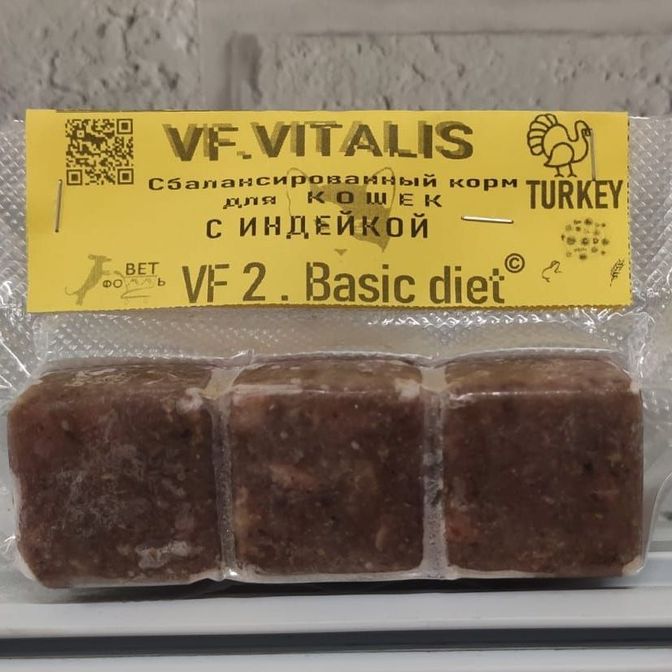 VF.VITALIS
Сбалансированный корм
для КОШЕК
С ИНДЕЙКОЙ
TURKEY
ВЕТ
VF 2 . Basic diet©